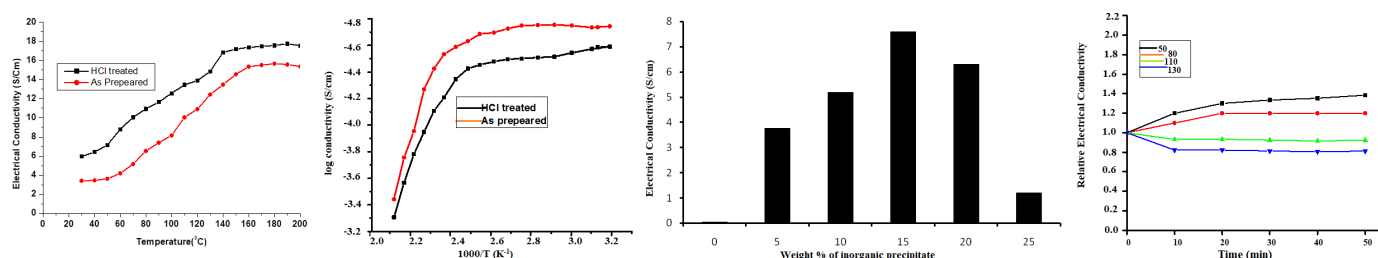 20
18
16
14
12
10
8
6
4
2
0
Electrical Conductivity (S/Cm)
HCl treated
As Prepeared
0 20 40 60 80 100 120 140 160 180 200
Temperature(°C)
-4.8
-4.6
-4.4
-4.2
-4.0
-3.8
-3.6
-3.4
-3.2
log conductivity (S/cm)
HCl treated
As prepeared
2.0 2.2 2.4 2.6 2.8 3.0 3.2
1000/T (K-1)
8
7
6
5
4
3
2
1
0
Electrical Conductivity (S/cm)
0 5 10 15 20 25
Weight % of inorganic precipitate
2.2
2.0
1.8
1.6
1.4
1.2
1.0
0.8
0.6
0.4
0.2
Relative Electrical Conductivity
50
80
110
130
0 10 20 30 40 50
Time (min)